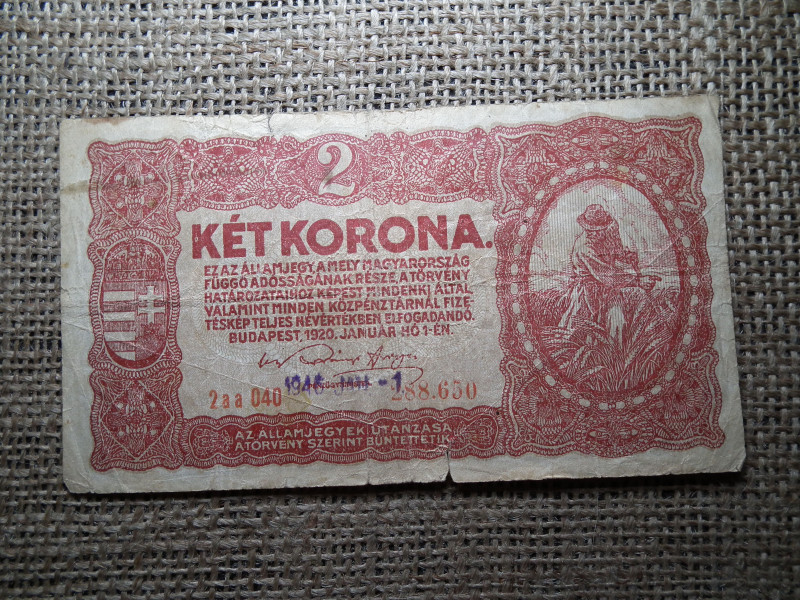 2
KÉT KORONA.
EZ AZ ÁLLAMJEGY, AMELY MAGYARORSZÁG
FÜGGŐ ADÓSSÁGÁNAK RÉSZE, A TÖRVÉNY
HATÁROZATAIHOZ KÉPEST MINDENKI ÁLTAL
VALAMINT MINDEN KÖZPÉNZTÁRNÁL FIZE-
TÉSKÉP TELJES NÉVÉRTÉKBEN ELFOGADANDÓ.
BUDAPEST, 1920. JANUÁR HÓ 1-ÉN.
2aa 040 1946 -1 288.650
AZ ÁLLAMJEGYEK UTÁNZÁSA
A TÖRVÉNY SZERINT BÜNTETTETIK